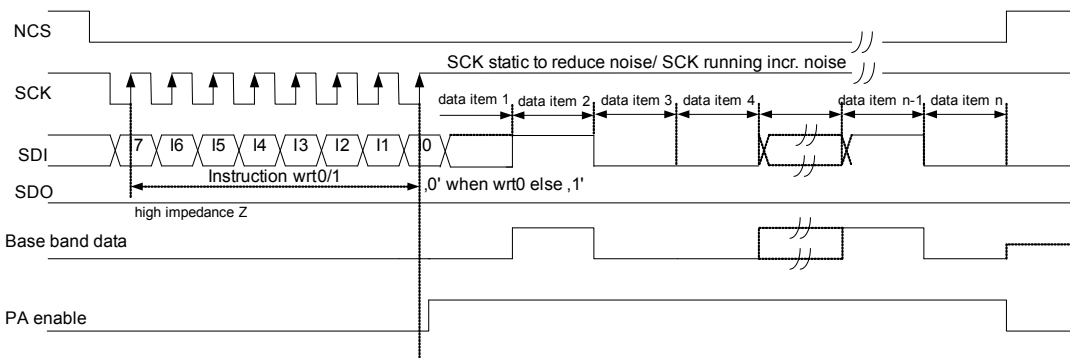 NCS
SCK static to reduce noise/ SCK running incr. noise
SCK
data item 1 data item 2 data item 3 data item 4 data item n-1 data item n
SDI
I7 I6 I5 I4 I3 I2 I1 I0
Instruction wrt0/1
‚0' when wrt0 else ‚1'
SDO
high impedance Z
Base band data
PA enable